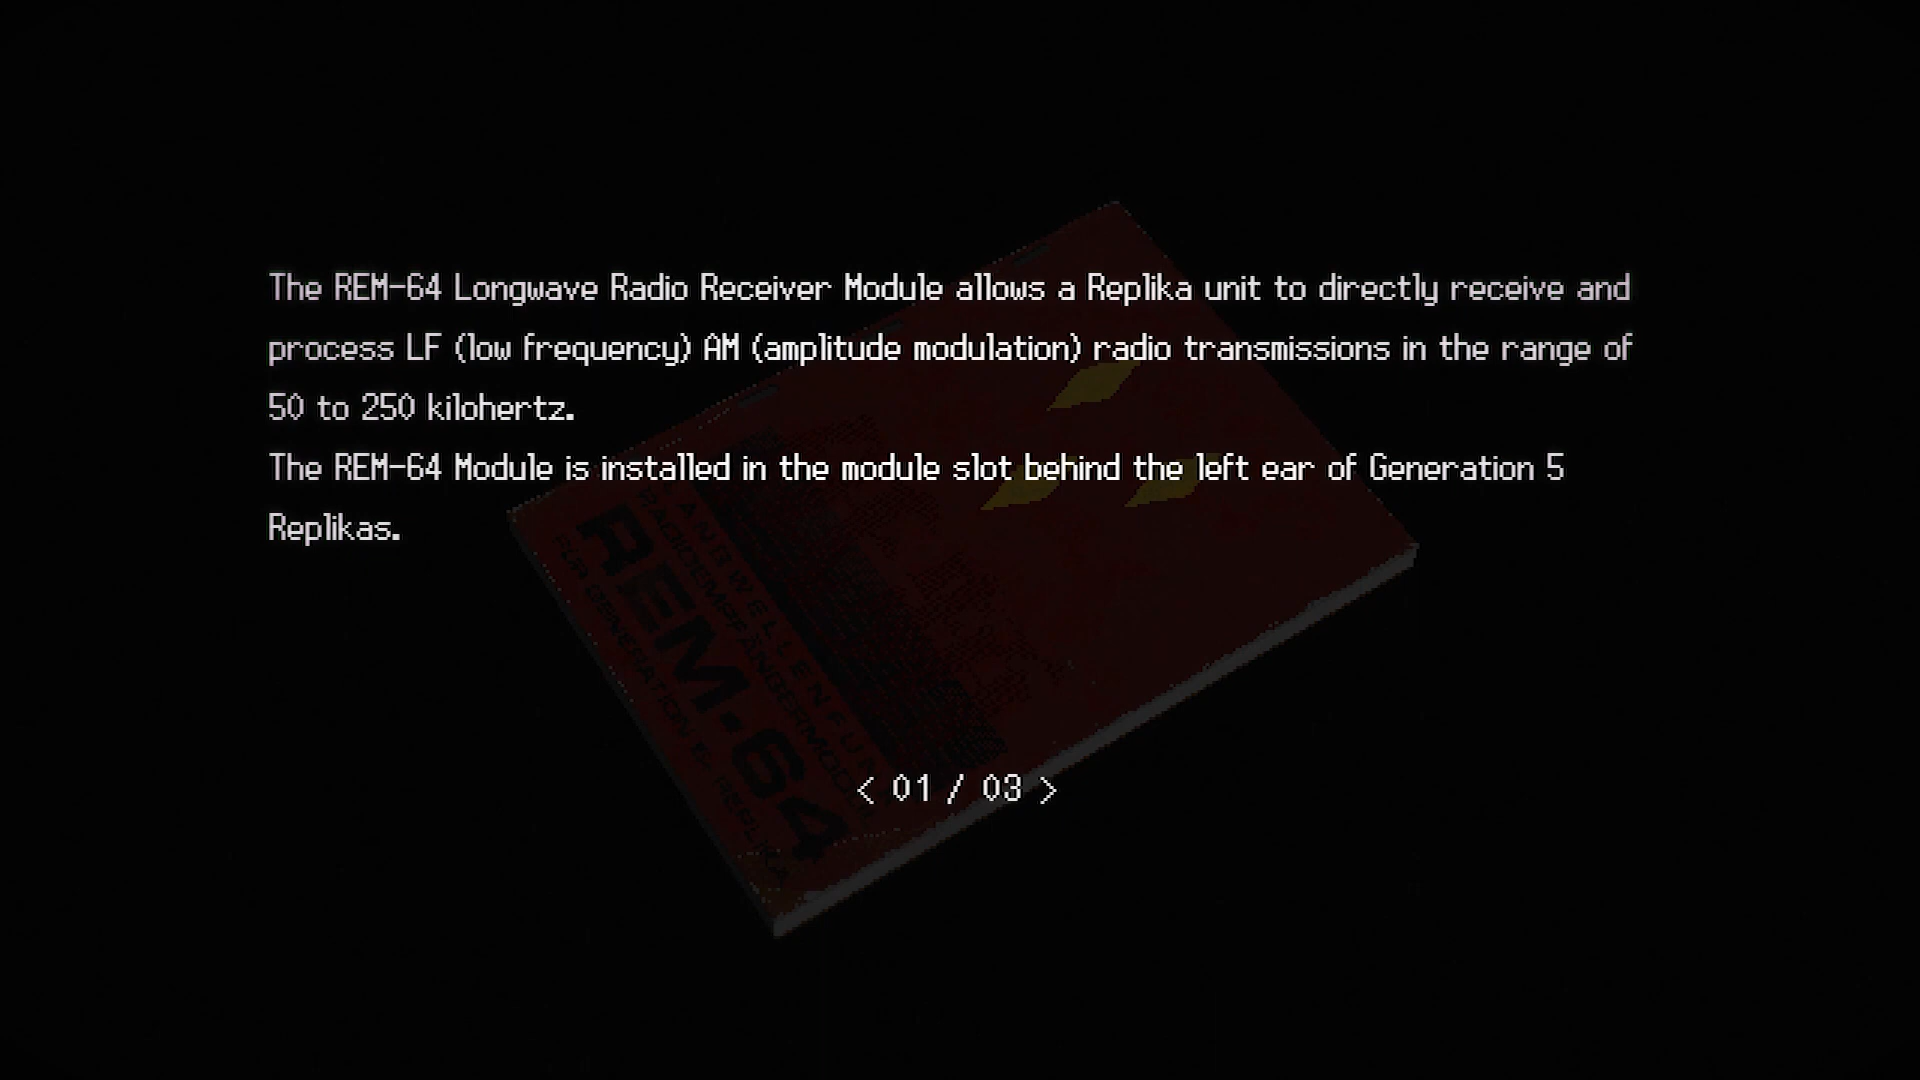 The REM-64 Longwave Radio Receiver Module allows a Replika unit to directly receive and
process LF (low frequency) AM (amplitude modulation) radio transmissions in the range of
50 to 250 kilohertz.
The REM-64 Module is installed in the module slot behind the left ear of Generation 5
Replikas.
REM-64
< 01 / 03 >